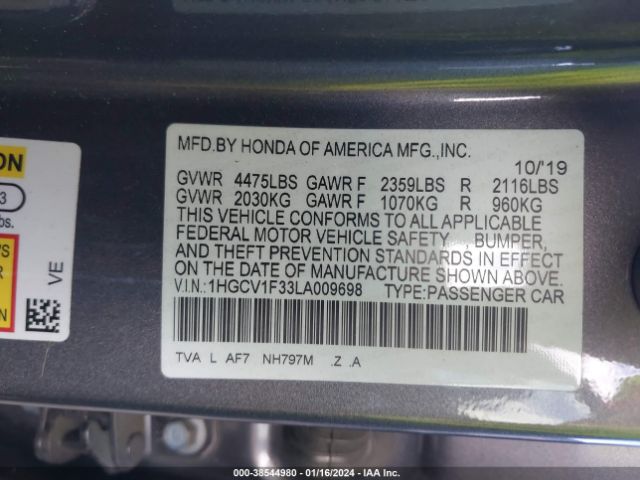 MFD.BY HONDA OF AMERICA MFG.,INC.
10/'19
GVWR 4475LBS GAWR F 2359LBS R 2116LBS
GVWR 2030KG GAWR F 1070KG R 960KG
THIS VEHICLE CONFORMS TO ALL APPLICABLE
FEDERAL MOTOR VEHICLE SAFETY BUMPER,
AND THEFT PREVENTION STANDARDS IN EFFECT
ON THE DATE OF MANUFACTURE SHOWN ABOVE.
V.I.N.:1HGCV1F33LA009698 TYPE:PASSENGER CAR
TVA L AF7 NH797M .Z .A
ON
3
bs.
'S
N
VE
000-38544980 - 01/16/2024 - IAA Inc.